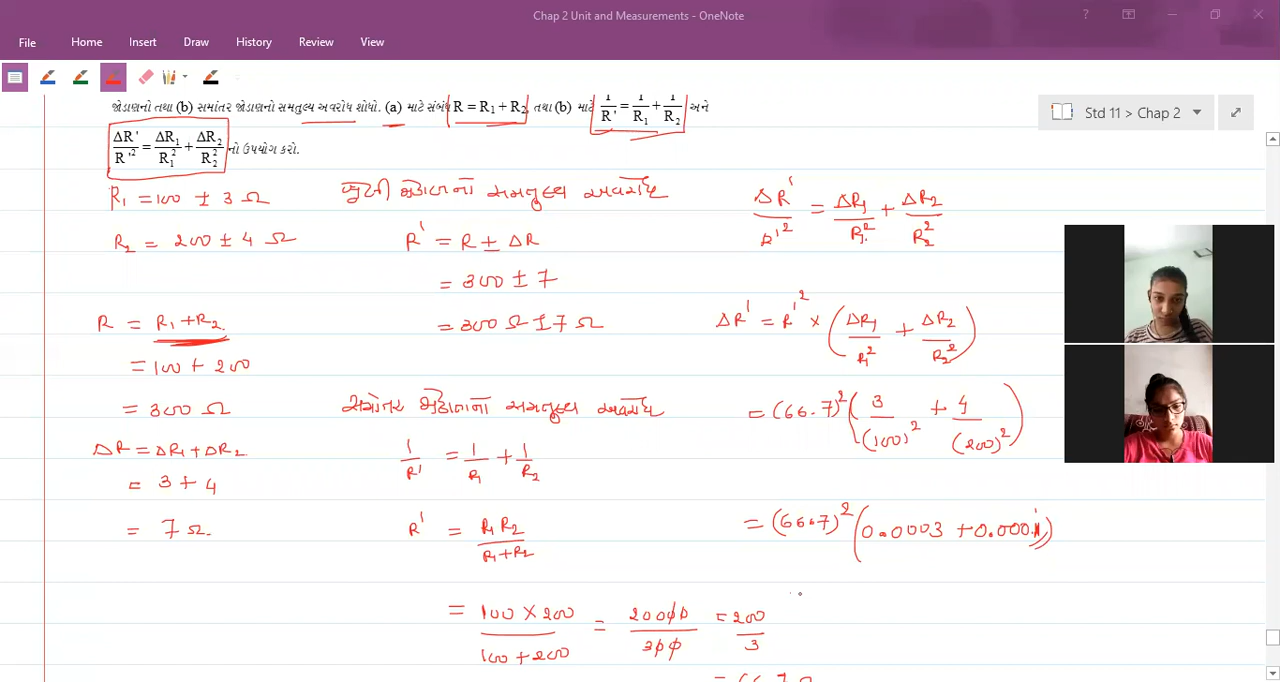 Chap 2 Unit and Measurements - OneNote
File Home Insert Draw History Review View
Std 11 > Chap 2
જોડાણનો તથા (b) સમાંતર જોડાણનો સમતુલ્ય અવરોધ શોધો. (a) માટે સંબંધ R = R1 + R2, તથા (b) માટે 1/R' = 1/R1 + 1/R2 અને
ΔR'/R'² = ΔR1/R1² + ΔR2/R2² નો ઉપયોગ કરો.
R1 = 100 ± 3 Ω
R2 = 200 ± 4 Ω
R = R1 + R2.
= 100 + 200
= 300 Ω
ΔR = ΔR1 + ΔR2.
= 3 + 4
= 7 Ω.
શ્રેણી જોડાણનો સમતુલ્ય અવરોધ
R' = R ± ΔR
= 300 ± 7
= 300 Ω ± 7 Ω
સમાંતર જોડાણનો સમતુલ્ય અવરોધ
1/R' = 1/R1 + 1/R2
R' = R1 R2/R1+R2
= 100 × 200/100 + 200 = 20000/300 = 200/3
ΔR'/R'² = ΔR1/R1² + ΔR2/R2²
ΔR' = R'² × (ΔR1/R1² + ΔR2/R2²)
= (66.7)² (3/(100)² + 4/(200)²)
= (66.7)² (0.0003 + 0.0001)